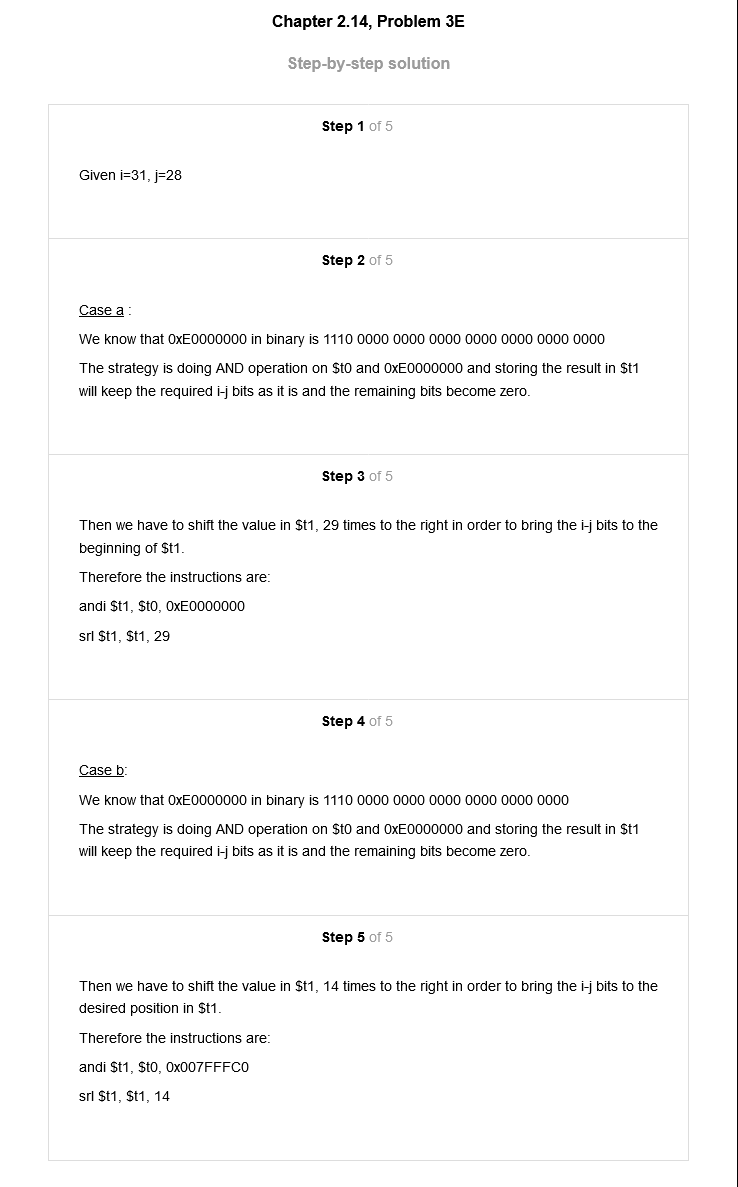 Chapter 2.14, Problem 3E
Step-by-step solution
Step 1 of 5
Given i=31, j=28
Step 2 of 5
Case a :
We know that 0xE0000000 in binary is 1110 0000 0000 0000 0000 0000 0000 0000
The strategy is doing AND operation on $t0 and 0xE0000000 and storing the result in $t1
will keep the required i-j bits as it is and the remaining bits become zero.
Step 3 of 5
Then we have to shift the value in $t1, 29 times to the right in order to bring the i-j bits to the
beginning of $t1.
Therefore the instructions are:
andi $t1, $t0, 0xE0000000
srl $t1, $t1, 29
Step 4 of 5
Case b:
We know that 0xE0000000 in binary is 1110 0000 0000 0000 0000 0000 0000
The strategy is doing AND operation on $t0 and 0xE0000000 and storing the result in $t1
will keep the required i-j bits as it is and the remaining bits become zero.
Step 5 of 5
Then we have to shift the value in $t1, 14 times to the right in order to bring the i-j bits to the
desired position in $t1.
Therefore the instructions are:
andi $t1, $t0, 0x007FFFC0
srl $t1, $t1, 14